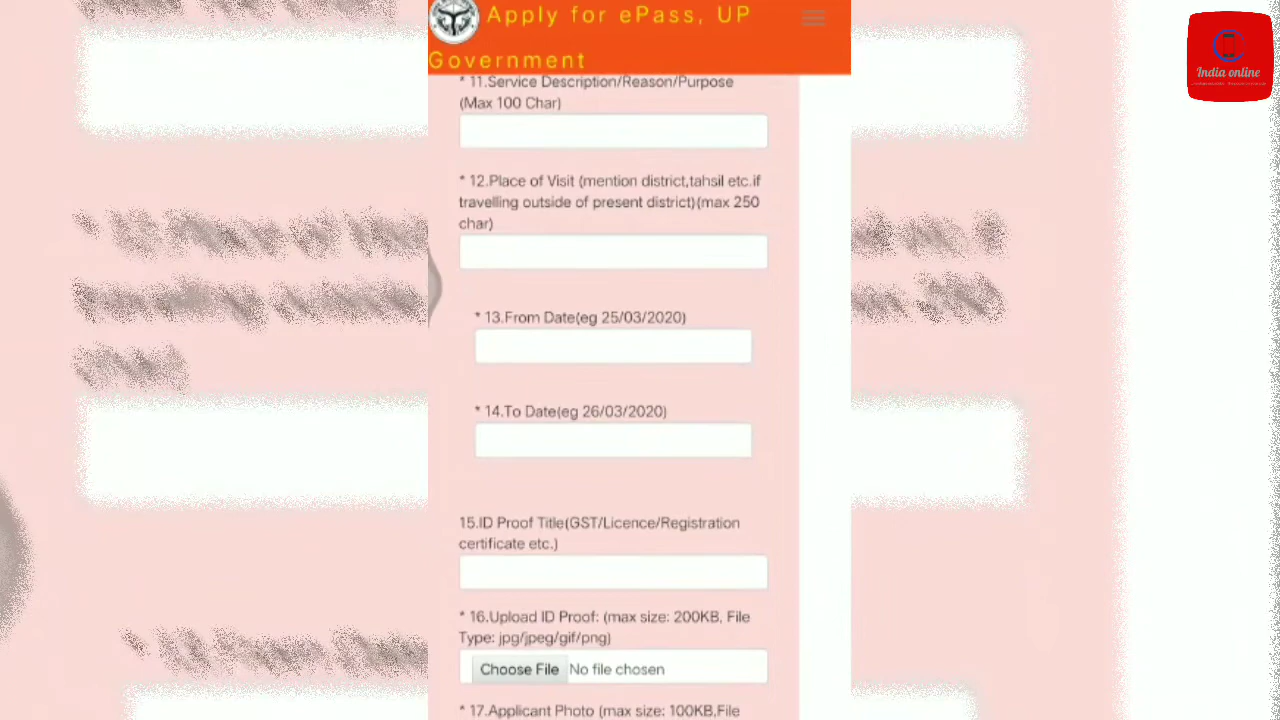 Apply for ePass, UP
Government
* 11.Service Description/Reason/Purpose
(Max 100 Char)
* 12.Place of Visit (mention district,tahsil etc.if
travelling outside of present district)(max 250
char)
* 13.From Date(eg 25/03/2020)
* 14.To Date(eg 26/03/2020)
15.ID Proof Title(GST/Licence/Registration
certificate etc.)
* 16.Upload ID Proof: (max size: 200KB, File
Type: jpg/jpeg/gif/png)
Choose File No file chosen
* 17.Applicant Photo (max size: 100KB,File
India online